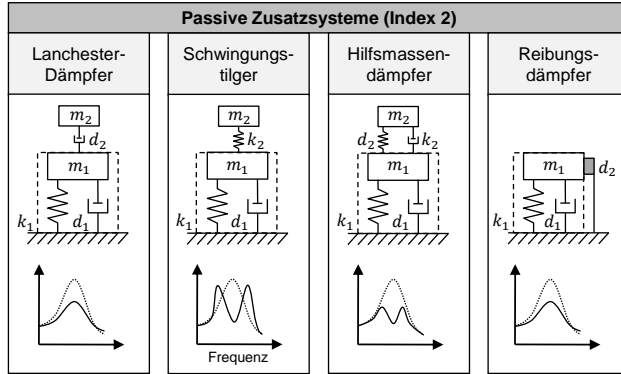 Passive Zusatzsysteme (Index 2)
Lanchester-
Dämpfer
m₂
d₂
m₁
k₁
d₁
Schwingungs-
tilger
m₂
k₂
m₁
k₁
d₁
Frequenz
Hilfsmassen-
dämpfer
m₂
d₂ k₂
m₁
k₁
d₁
Reibungs-
dämpfer
m₁
d₂
k₁
d₁